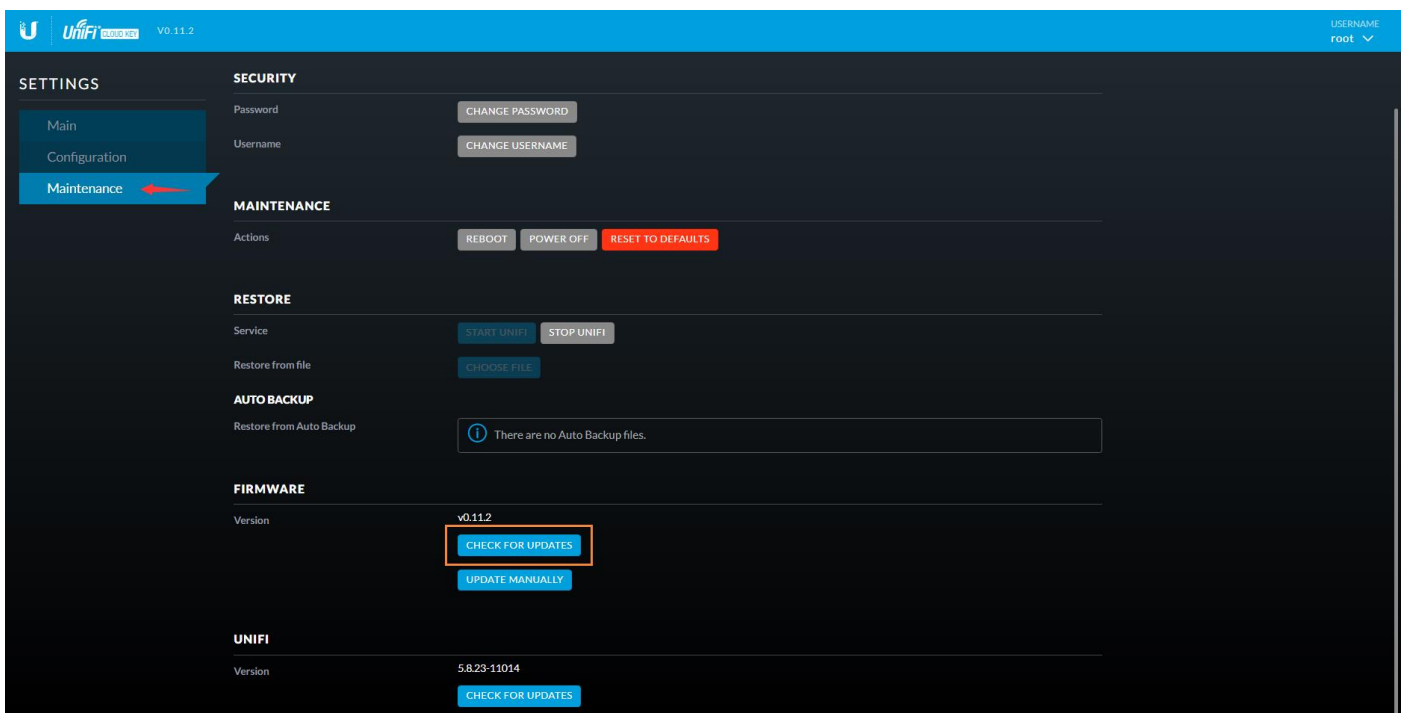 UniFi CLOUD KEY V0.11.2
USERNAME
root
SETTINGS
Main
Configuration
Maintenance
SECURITY
Password CHANGE PASSWORD
Username CHANGE USERNAME
MAINTENANCE
Actions REBOOT POWER OFF RESET TO DEFAULTS
RESTORE
Service START UNIFI STOP UNIFI
Restore from file CHOOSE FILE
AUTO BACKUP
Restore from Auto Backup There are no Auto Backup files.
FIRMWARE
Version v0.11.2
CHECK FOR UPDATES
UPDATE MANUALLY
UNIFI
Version 5.8.23-11014
CHECK FOR UPDATES